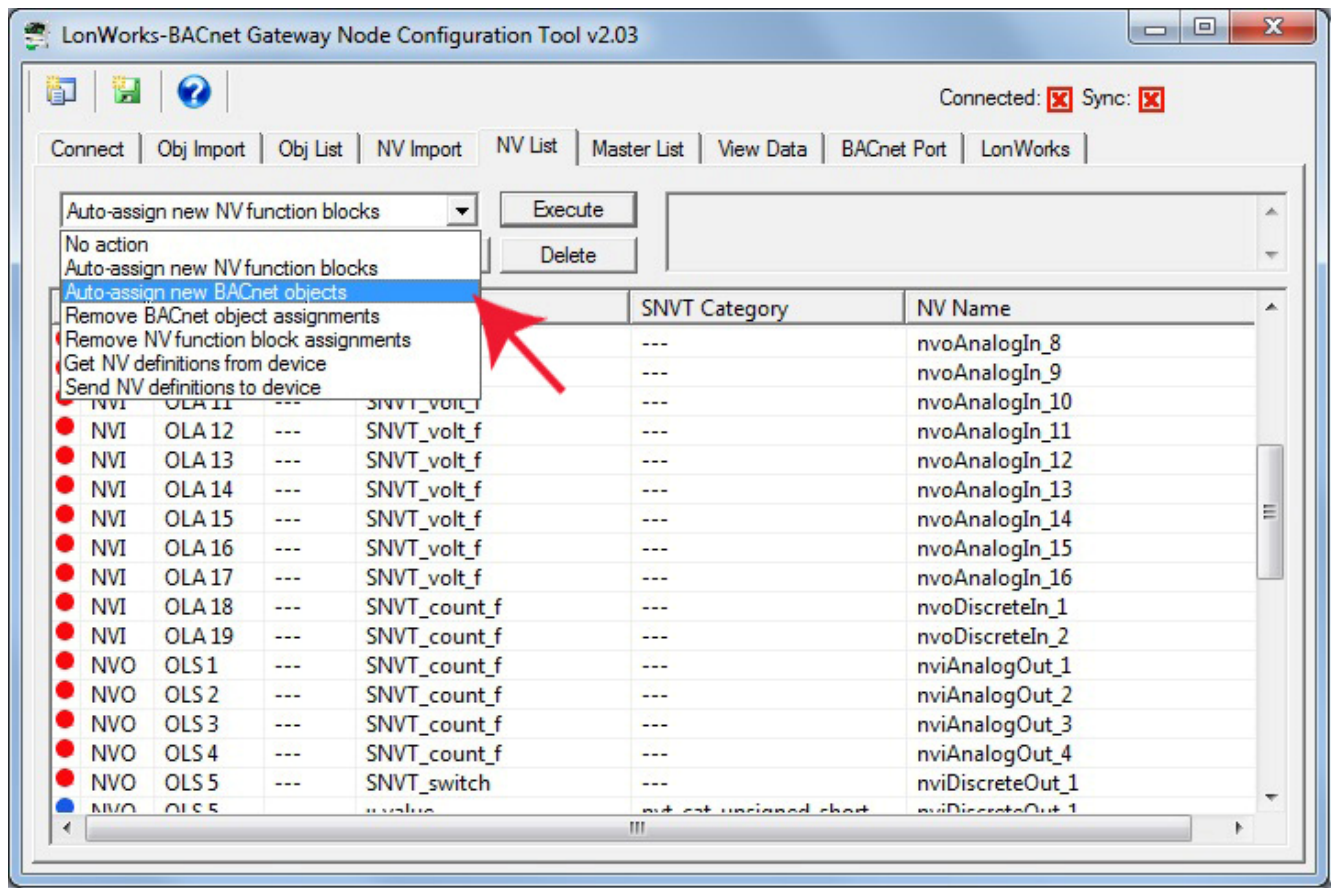 LonWorks-BACnet Gateway Node Configuration Tool v2.03
Connected: Sync:
Connect Obj Import Obj List NV Import NV List Master List View Data BACnet Port LonWorks
Auto-assign new NV function blocks Execute
No action
Auto-assign new NV function blocks Delete
Auto-assign new BACnet objects
Remove BACnet object assignments SNVT Category NV Name
Remove NV function block assignments --- nvoAnalogIn_8
Get NV definitions from device --- nvoAnalogIn_9
Send NV definitions to device
NVI OLA 11 --- SNVT_volt_f --- nvoAnalogIn_10
NVI OLA 12 --- SNVT_volt_f --- nvoAnalogIn_11
NVI OLA 13 --- SNVT_volt_f --- nvoAnalogIn_12
NVI OLA 14 --- SNVT_volt_f --- nvoAnalogIn_13
NVI OLA 15 --- SNVT_volt_f --- nvoAnalogIn_14
NVI OLA 16 --- SNVT_volt_f --- nvoAnalogIn_15
NVI OLA 17 --- SNVT_volt_f --- nvoAnalogIn_16
NVI OLA 18 --- SNVT_count_f --- nvoDiscreteIn_1
NVI OLA 19 --- SNVT_count_f --- nvoDiscreteIn_2
NVO OLS 1 --- SNVT_count_f --- nviAnalogOut_1
NVO OLS 2 --- SNVT_count_f --- nviAnalogOut_2
NVO OLS 3 --- SNVT_count_f --- nviAnalogOut_3
NVO OLS 4 --- SNVT_count_f --- nviAnalogOut_4
NVO OLS 5 --- SNVT_switch --- nviDiscreteOut_1
NVO OLS 5 u value nvt_cat_unsigned_short nviDiscreteOut_1